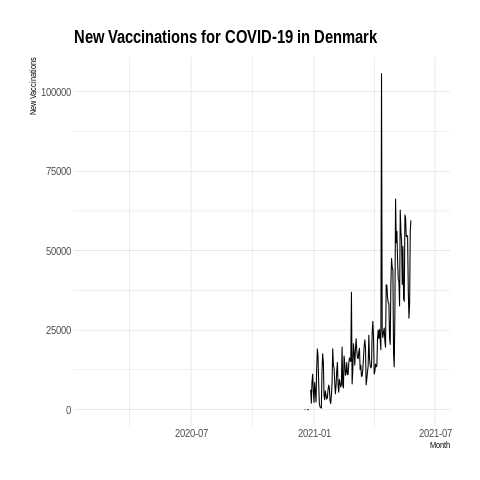 New Vaccinations for COVID-19 in Denmark
New Vaccinations
100000
75000
50000
25000
0
2020-07
2021-01
2021-07
Month